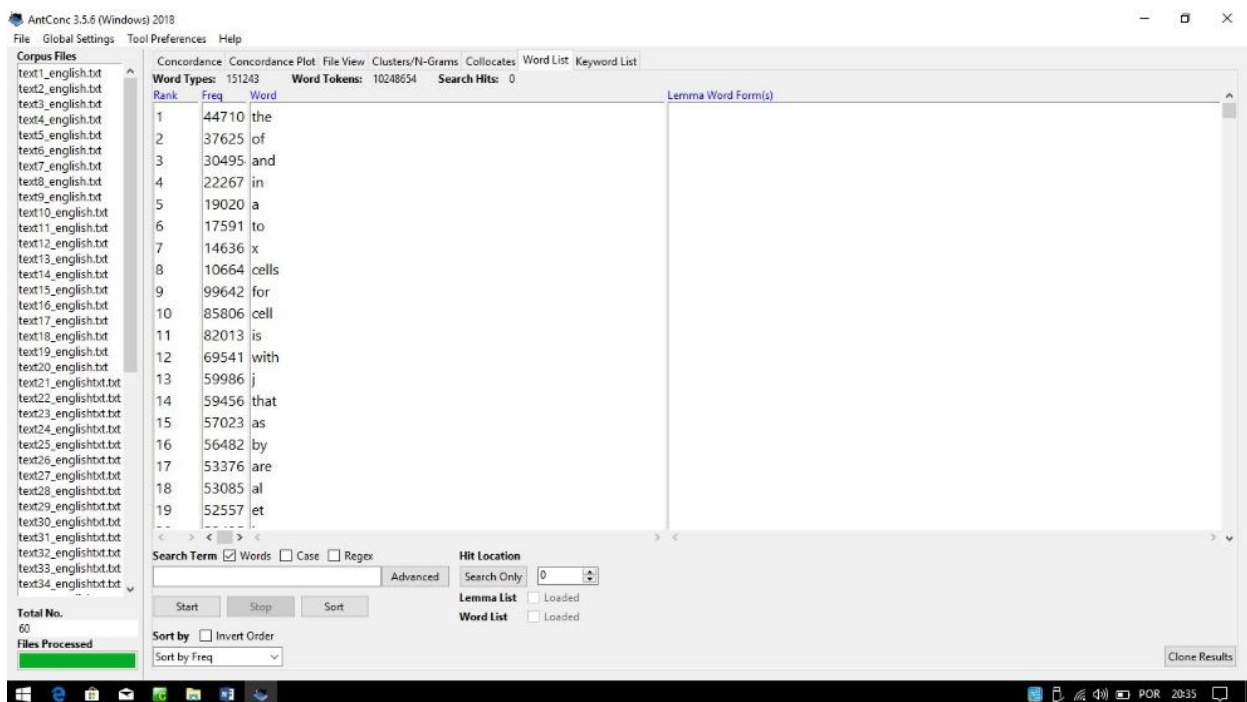 AntConc 3.5.6 (Windows) 2018
File Global Settings Tool Preferences Help
Corpus Files
text1_english.txt
text2_english.txt
text3_english.txt
text4_english.txt
text5_english.txt
text6_english.txt
text7_english.txt
text8_english.txt
text9_english.txt
text10_english.txt
text11_english.txt
text12_english.txt
text13_english.txt
text14_english.txt
text15_english.txt
text16_english.txt
text17_english.txt
text18_english.txt
text19_english.txt
text20_english.txt
text21_englishtxt.txt
text22_englishtxt.txt
text23_englishtxt.txt
text24_englishtxt.txt
text25_englishtxt.txt
text26_englishtxt.txt
text27_englishtxt.txt
text28_englishtxt.txt
text29_englishtxt.txt
text30_englishtxt.txt
text31_englishtxt.txt
text32_englishtxt.txt
text33_englishtxt.txt
text34_englishtxt.txt
Total No.
60
Files Processed
Concordance Concordance Plot File View Clusters/N-Grams Collocates Word List Keyword List
Word Types: 151243 Word Tokens: 10248654 Search Hits: 0
Rank Freq Word Lemma Word Form(s)
1 44710 the
2 37625 of
3 30495 and
4 22267 in
5 19020 a
6 17591 to
7 14636 x
8 10664 cells
9 99642 for
10 85806 cell
11 82013 is
12 69541 with
13 59986 j
14 59456 that
15 57023 as
16 56482 by
17 53376 are
18 53085 al
19 52557 et
Search Term Words Case Regex Hit Location
Advanced Search Only 0
Start Stop Sort Lemma List Loaded
Word List Loaded
Sort by Invert Order
Sort by Freq Clone Results
POR 20:35